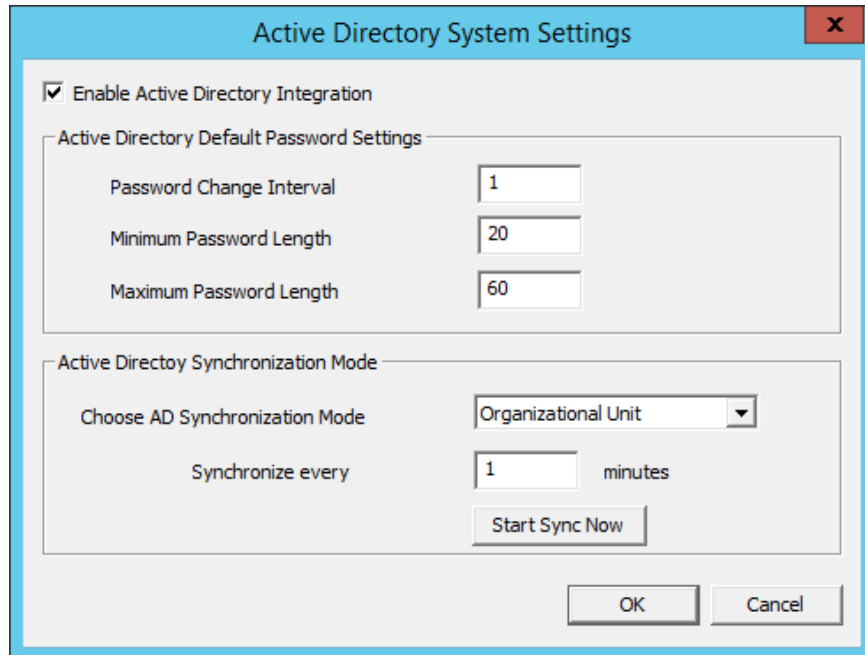 Active Directory System Settings
x
Enable Active Directory Integration
Active Directory Default Password Settings
Password Change Interval 1
Minimum Password Length 20
Maximum Password Length 60
Active Directoy Synchronization Mode
Choose AD Synchronization Mode Organizational Unit
Synchronize every 1 minutes
Start Sync Now
OK Cancel